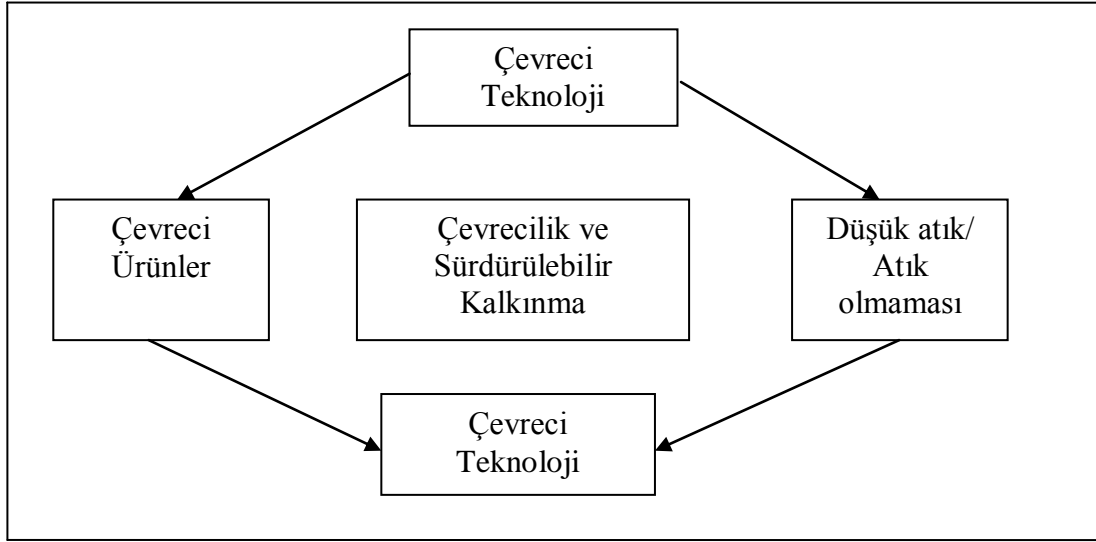 Çevreci
Teknoloji
Çevreci
Ürünler
Çevrecilik ve
Sürdürülebilir
Kalkınma
Düşük atık/
Atık
olmaması
Çevreci
Teknoloji